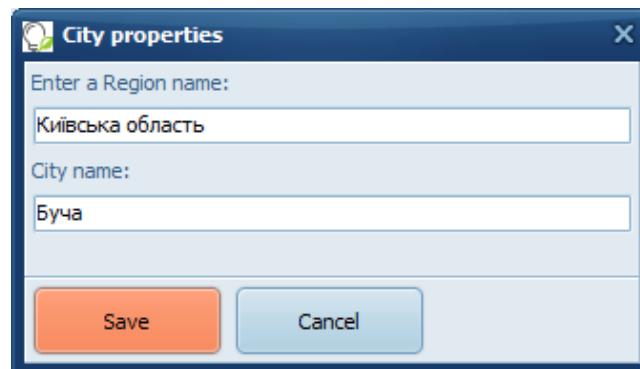 City properties
Enter a Region name:
Київська область
City name:
Буча
Save Cancel